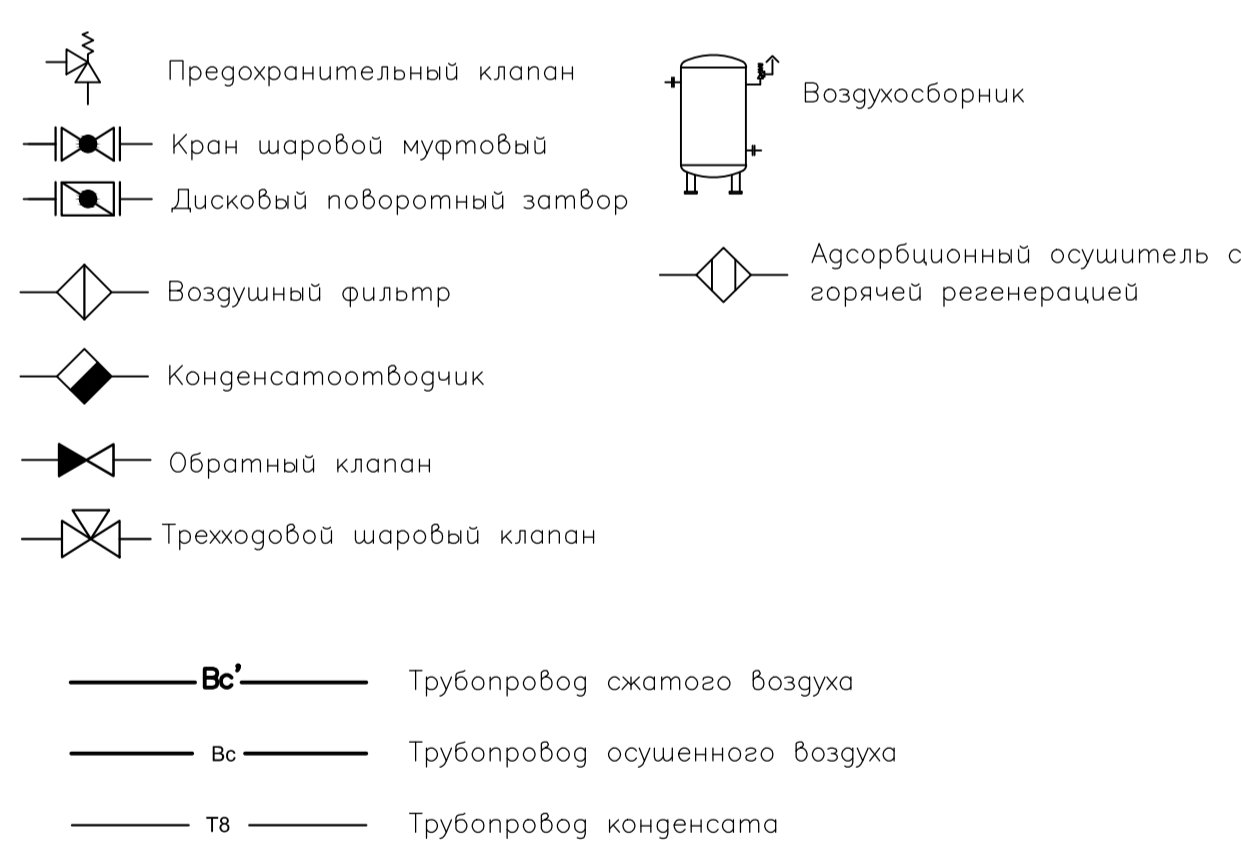 Предохранительный клапан
Кран шаровой муфтовый
Дисковый поворотный затвор
Воздушный фильтр
Конденсатоотводчик
Обратный клапан
Трехходовой шаровый клапан
Воздухосборник
Адсорбционный осушитель с
горячей регенерацией
Вс' Трубопровод сжатого воздуха
Вс Трубопровод осушенного воздуха
Т8 Трубопровод конденсата